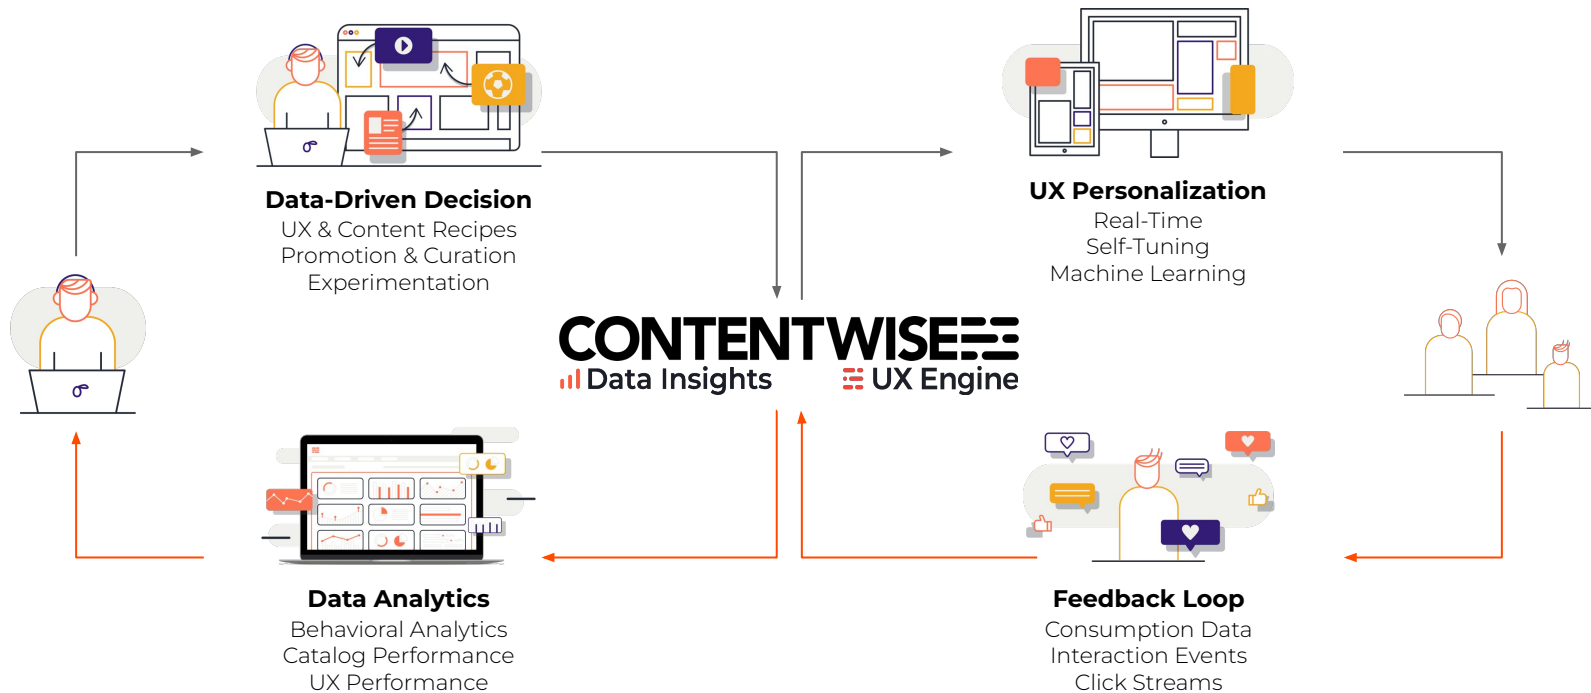 Data-Driven Decision
UX & Content Recipes
Promotion & Curation
Experimentation
UX Personalization
Real-Time
Self-Tuning
Machine Learning
CONTENTWISE
Data Insights
UX Engine
Data Analytics
Behavioral Analytics
Catalog Performance
UX Performance
Feedback Loop
Consumption Data
Interaction Events
Click Streams